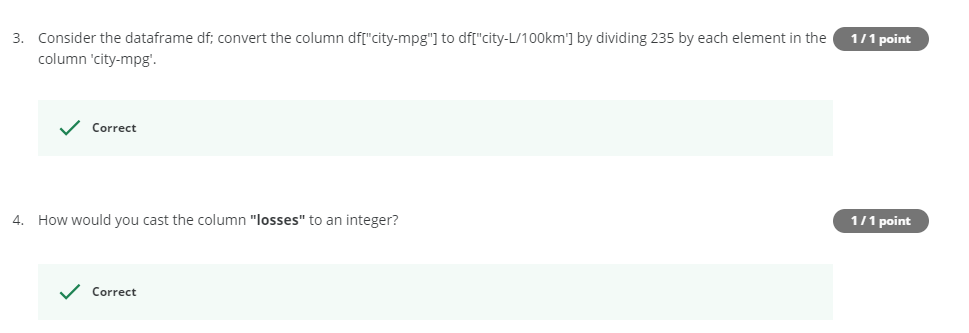 3. Consider the dataframe df; convert the column df["city-mpg"] to df["city-L/100km'] by dividing 235 by each element in the 1 / 1 point
column 'city-mpg'.
Correct
4. How would you cast the column "losses" to an integer? 1 / 1 point
Correct